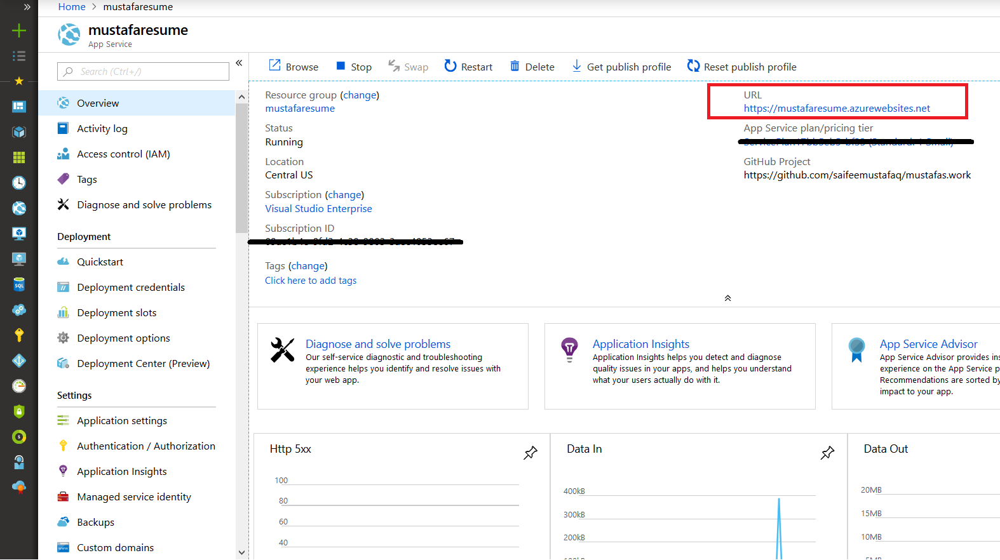 Home > mustafaresume
mustafaresume
App Service
Search (Ctrl+/)
Overview
Activity log
Access control (IAM)
Tags
Diagnose and solve problems
Deployment
Quickstart
Deployment credentials
Deployment slots
Deployment options
Deployment Center (Preview)
Settings
Application settings
Authentication / Authorization
Application Insights
Managed service identity
Backups
Custom domains
Browse Stop Swap Restart Delete Get publish profile Reset publish profile
Resource group (change)
mustafaresume
Status
Running
Location
Central US
Subscription (change)
Visual Studio Enterprise
Subscription ID
Tags (change)
Click here to add tags
URL
https://mustafaresume.azurewebsites.net
App Service plan/pricing tier
GitHub Project
https://github.com/saifeemustafaq/mustafas.work
Diagnose and solve problems
Our self-service diagnostic and troubleshooting
experience helps you identify and resolve issues with
your web app.
Application Insights
Application Insights helps you detect and diagnose
quality issues in your apps, and helps you understand
what your users actually do with it.
App Service Advisor
App Service Advisor provides ins
experience on the App Service p
Recommendations are sorted by
impact to your app.
Http 5xx
100
80
60
40
Data In
400kB
300kB
200kB
Data Out
20MB
15MB
10MB
SQL